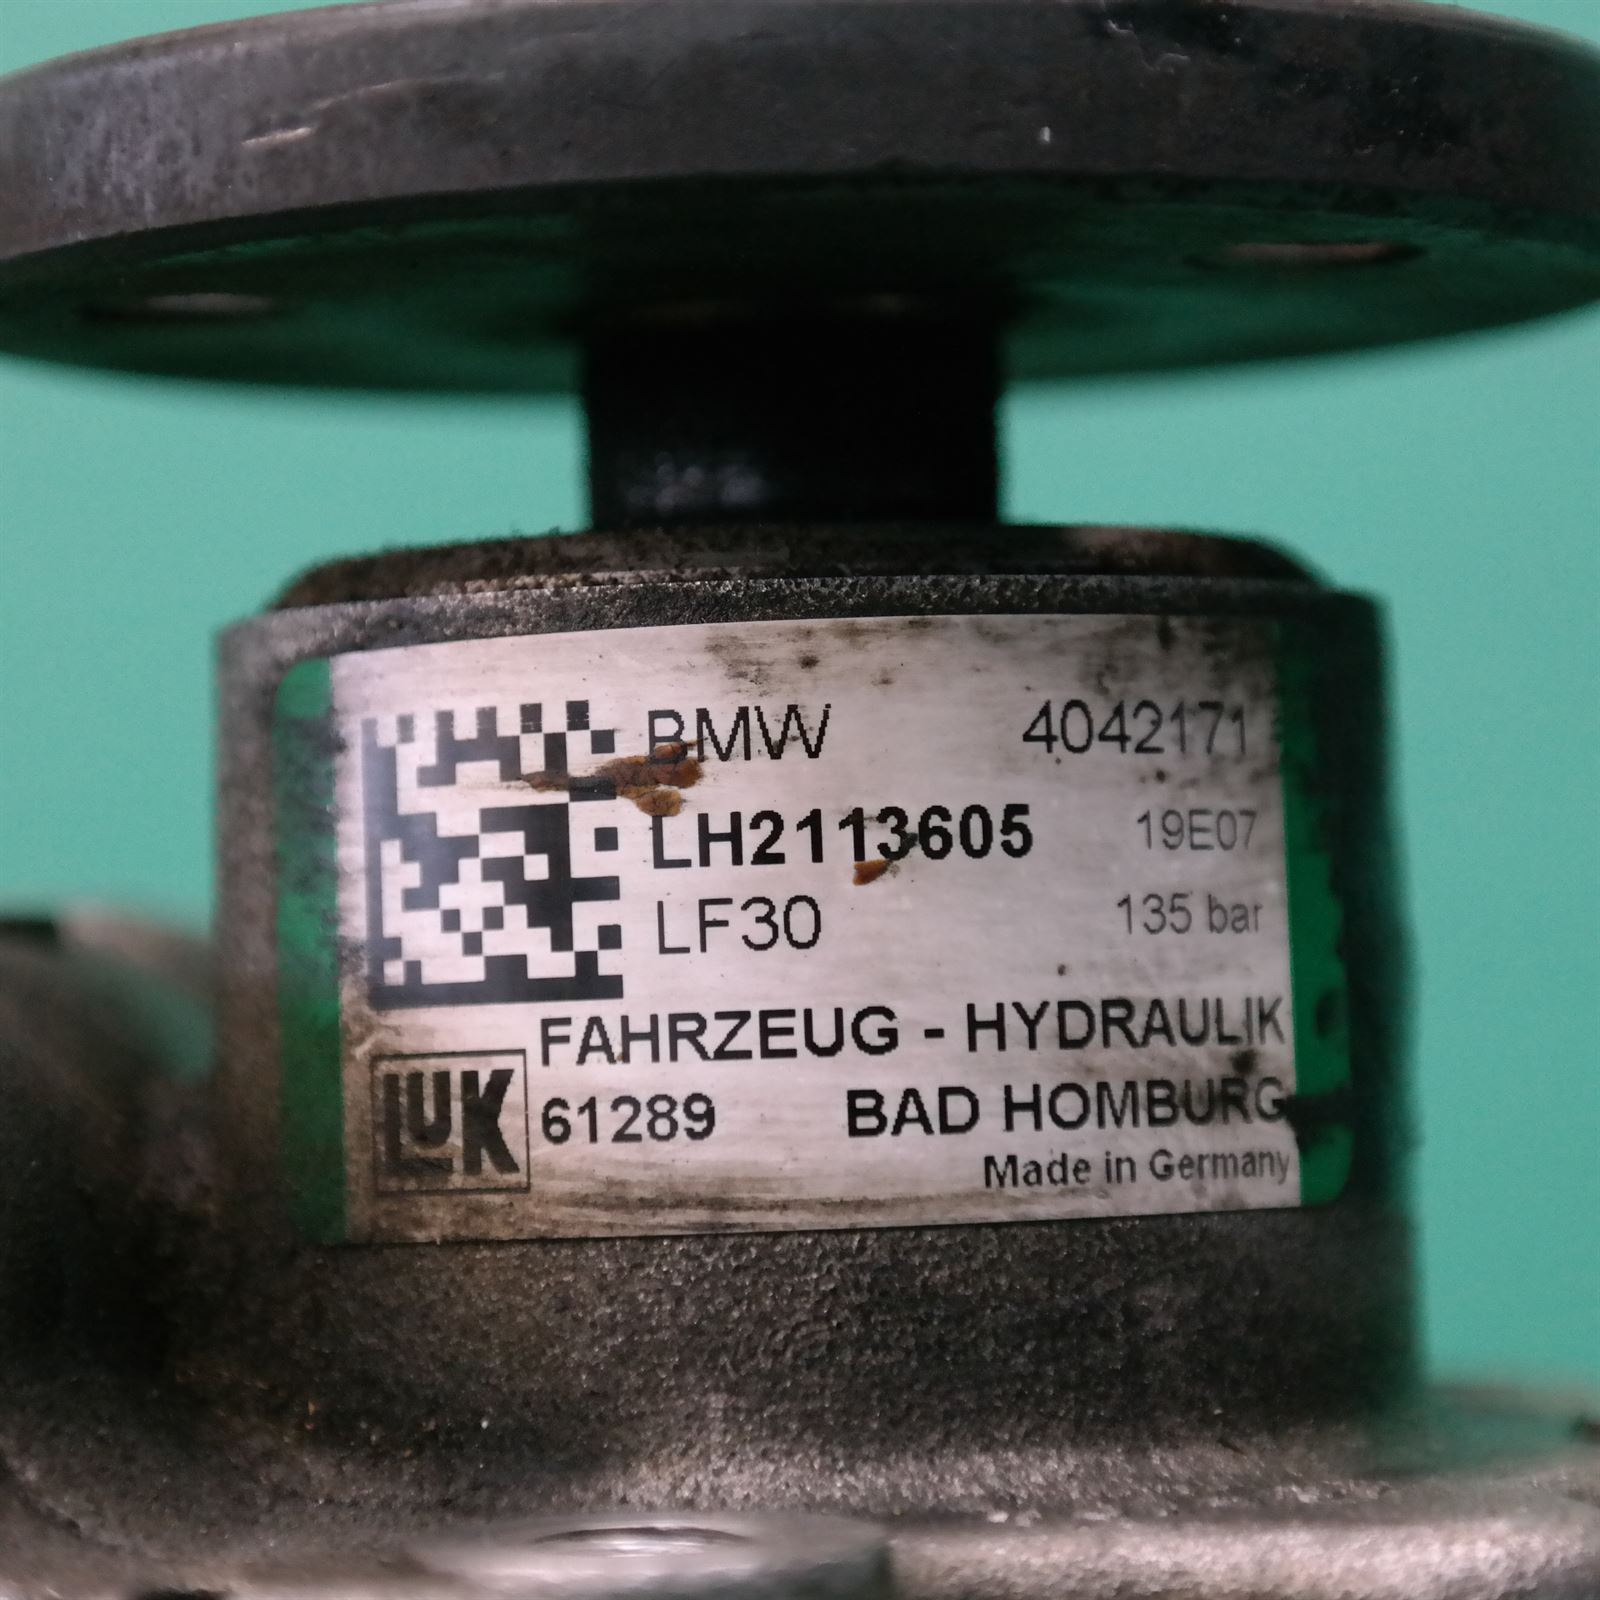 BMW 4042171
LH2113605 19E07
LF30 135 bar
FAHRZEUG - HYDRAULIK
LUK 61289 BAD HOMBURG
Made in Germany